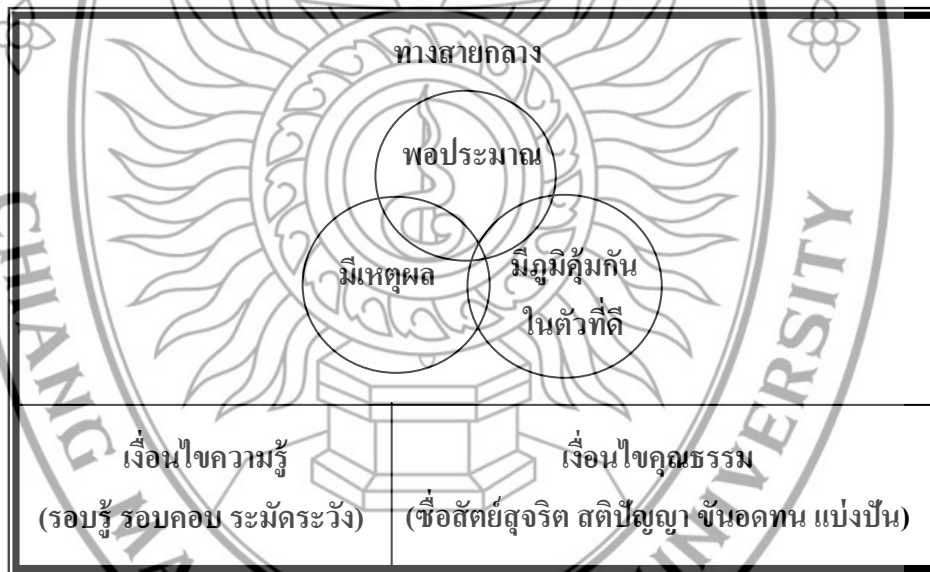 ทางสายกลาง
พอประมาณ
มีเหตุผล
มีภูมิคุ้มกัน
ในตัวที่ดี
เงื่อนไขความรู้
(รอบรู้ รอบคอบ ระมัดระวัง)
เงื่อนไขคุณธรรม
(ซื่อสัตย์สุจริต สติปัญญา ขันอดทน แบ่งปัน)
CHIANG MA
UNIVERSITY